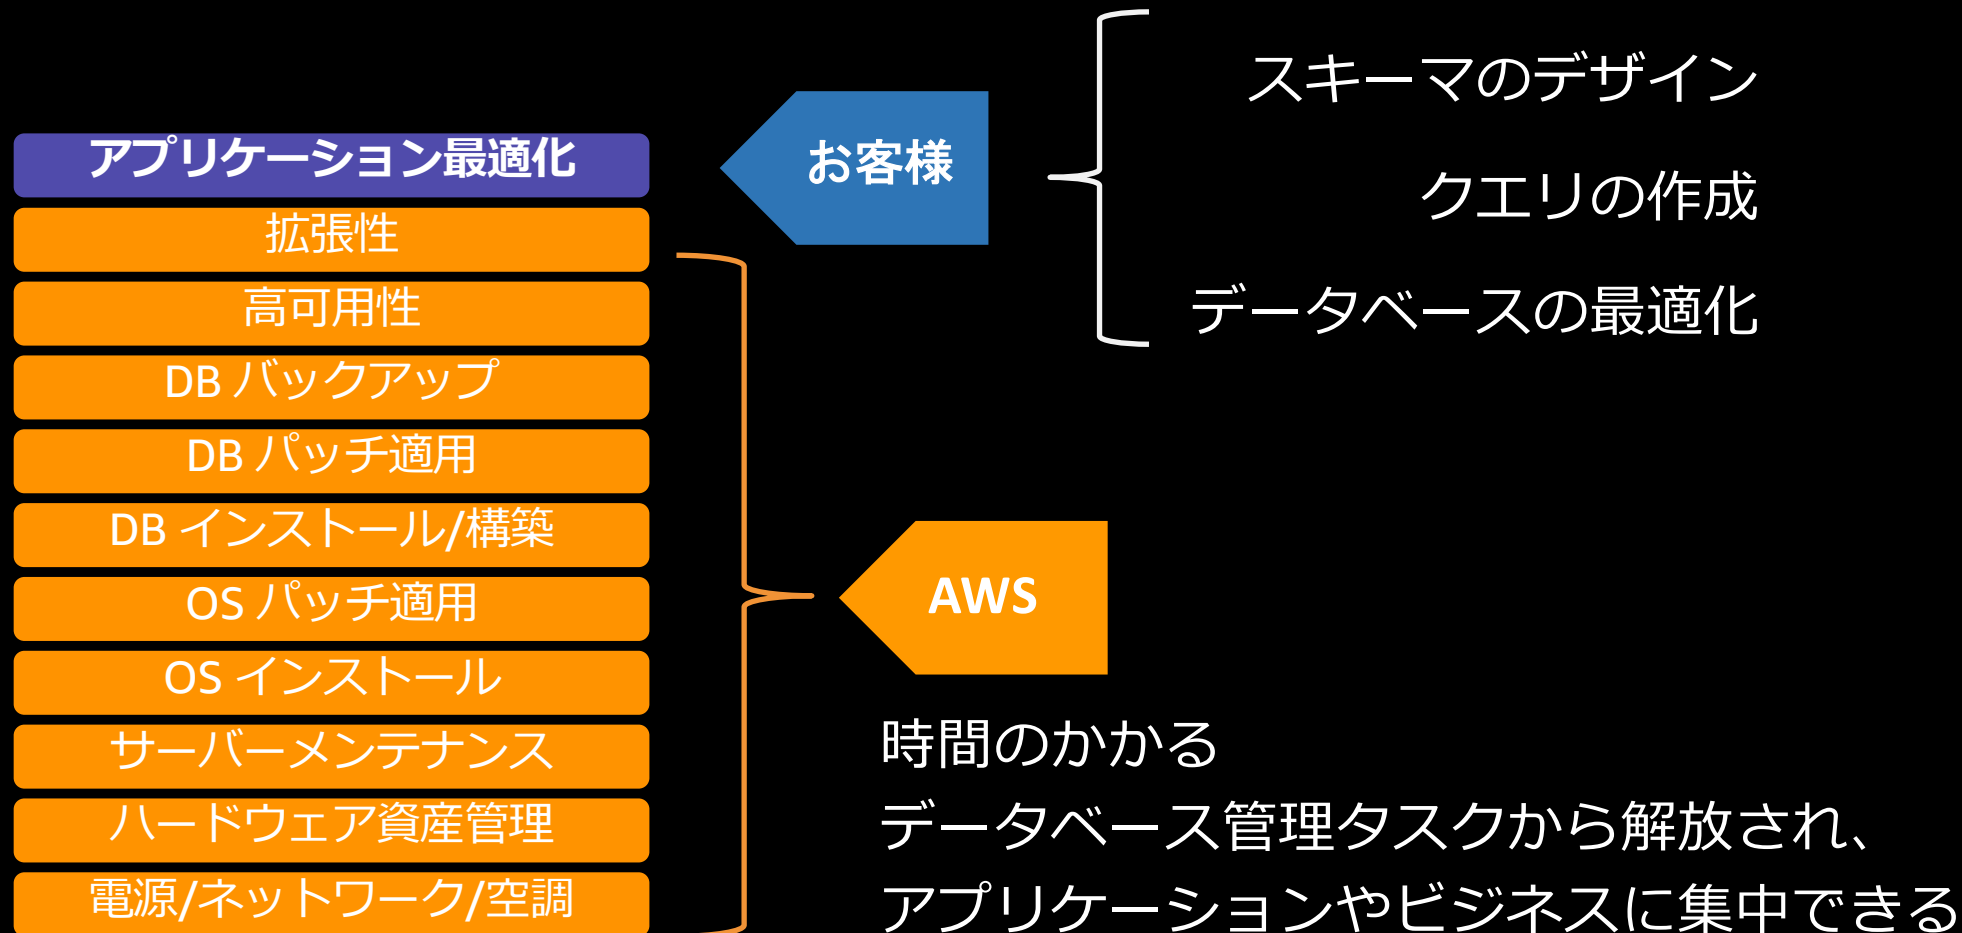 アプリケーション最適化
拡張性
高可用性
DB バックアップ
DB パッチ適用
DB インストール/構築
OS パッチ適用
OS インストール
サーバーメンテナンス
ハードウェア資産管理
電源/ネットワーク/空調
お客様
スキーマのデザイン
クエリの作成
データベースの最適化
AWS
時間のかかる
データベース管理タスクから解放され、
アプリケーションやビジネスに集中できる